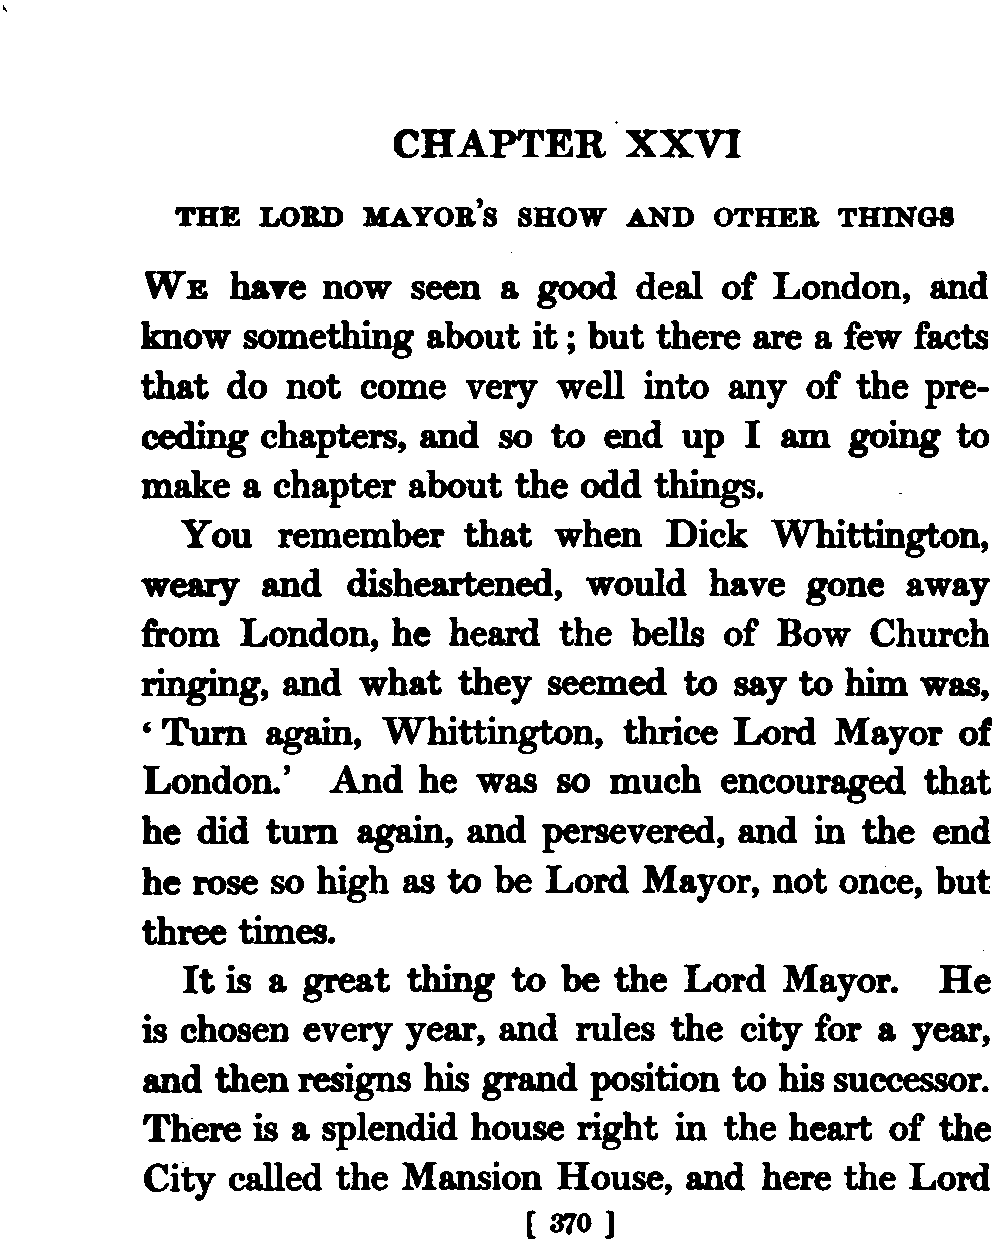 CHAPTER XXVI
THE LORD MAYOR'S SHOW AND OTHER THINGS
WE have now seen a good deal of London, and
know something about it ; but there are a few facts
that do not come very well into any of the pre-
ceding chapters, and so to end up I am going to
make a chapter about the odd things.
You remember that when Dick Whittington,
weary and disheartened, would have gone away
from London, he heard the bells of Bow Church
ringing, and what they seemed to say to him was,
‘ Turn again, Whittington, thrice Lord Mayor of
London.’ And he was so much encouraged that
he did turn again, and persevered, and in the end
he rose so high as to be Lord Mayor, not once, but
three times.
It is a great thing to be the Lord Mayor. He
is chosen every year, and rules the city for a year,
and then resigns his grand position to his successor.
There is a splendid house right in the heart of the
City called the Mansion House, and here the Lord
[ 370 ]